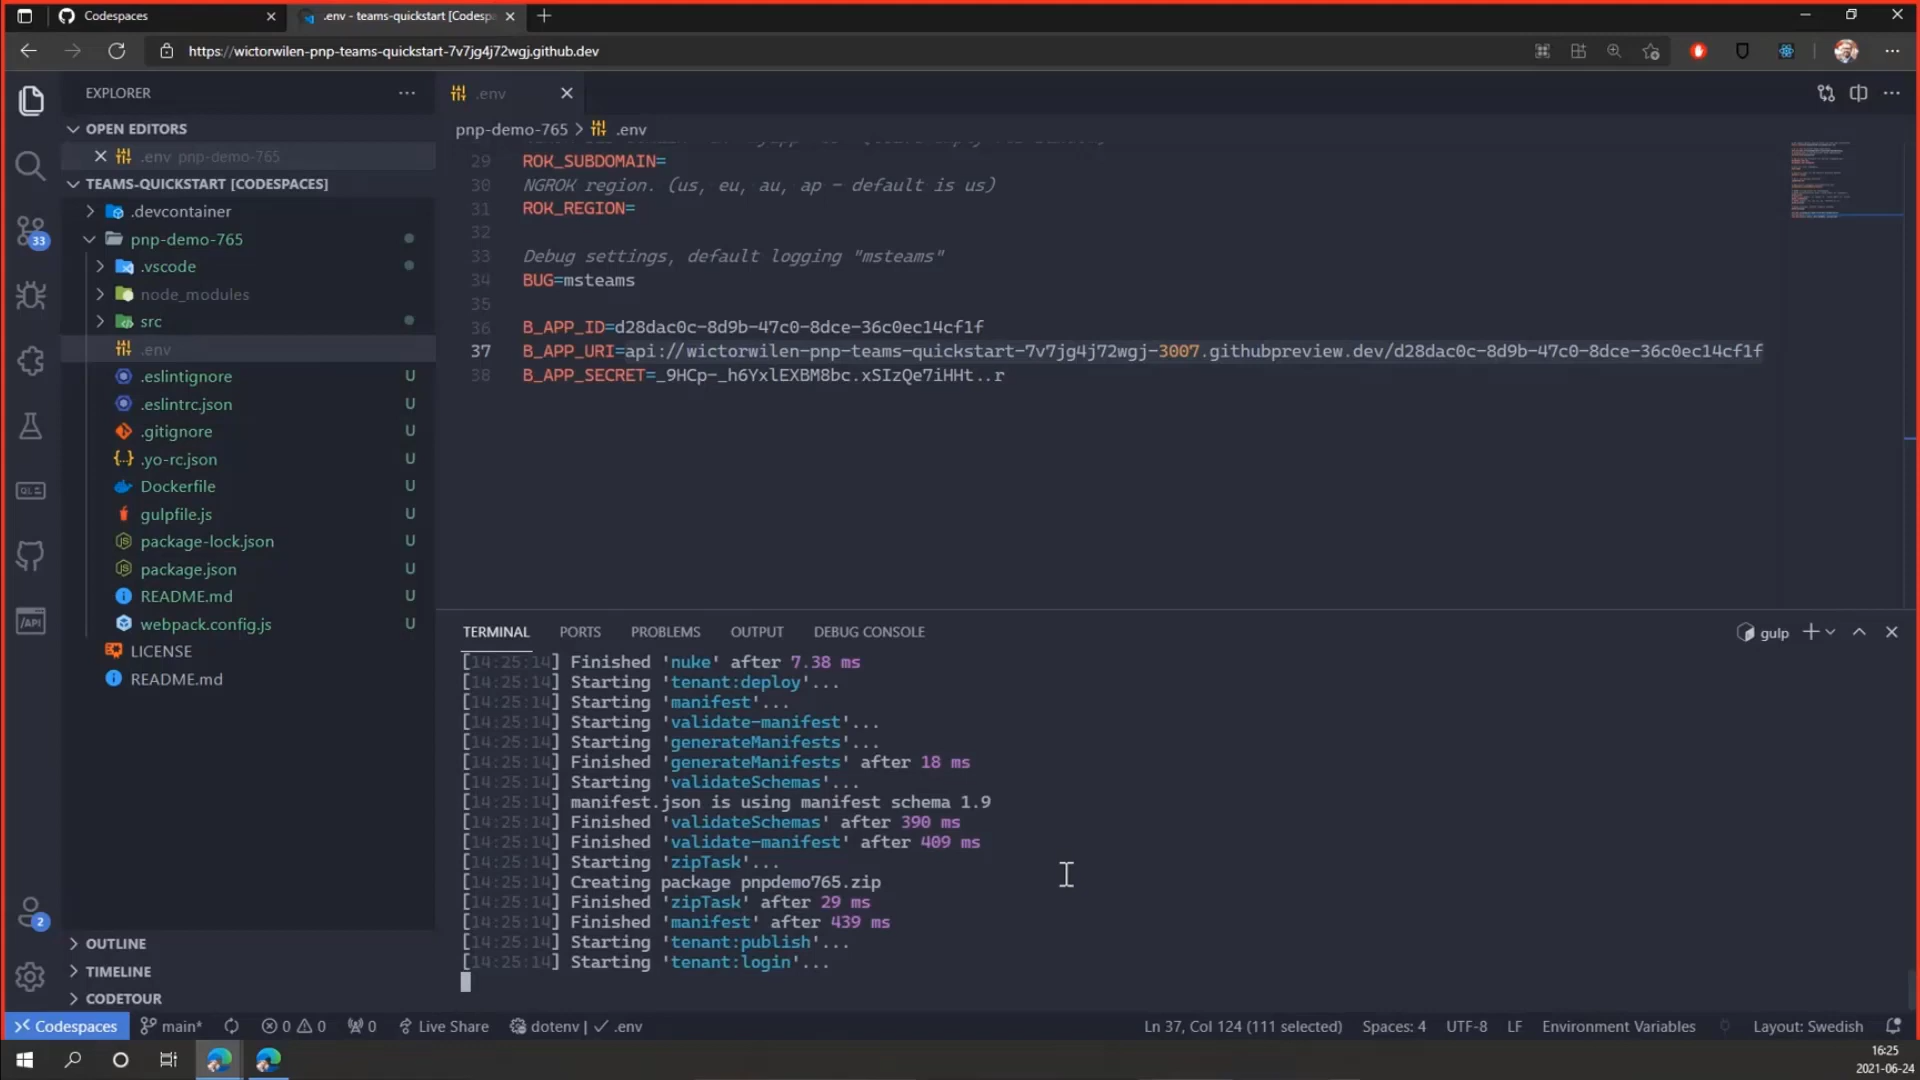 Codespaces
.env - teams-quickstart [Codesp
https://wictorwilen-pnp-teams-quickstart-7v7jg4j72wgj.github.dev
EXPLORER
.env
OPEN EDITORS
.env pnp-demo-765
pnp-demo-765 > .env
TEAMS-QUICKSTART [CODESPACES]
.devcontainer
pnp-demo-765
.vscode
node_modules
src
.env
.eslintignore U
.eslintrc.json U
.gitignore U
.yo-rc.json U
Dockerfile U
gulpfile.js U
package-lock.json U
package.json U
README.md U
webpack.config.js U
LICENSE
README.md
OUTLINE
TIMELINE
CODETOUR
33
2
29 ROK_SUBDOMAIN=
30 NGROK region. (us, eu, au, ap - default is us)
31 ROK_REGION=
32
33 Debug settings, default logging "msteams"
34 BUG=msteams
35
36 B_APP_ID=d28dac0c-8d9b-47c0-8dce-36c0ec14cf1f
37 B_APP_URI=api://wictorwilen-pnp-teams-quickstart-7v7jg4j72wgj-3007.githubpreview.dev/d28dac0c-8d9b-47c0-8dce-36c0ec14cf1f
38 B_APP_SECRET=_9HCp-_h6YxlEXBM8bc.xSIzQe7iHHt..r
TERMINAL PORTS PROBLEMS OUTPUT DEBUG CONSOLE
gulp
[14:25:14] Finished 'nuke' after 7.38 ms
[14:25:14] Starting 'tenant:deploy'...
[14:25:14] Starting 'manifest'...
[14:25:14] Starting 'validate-manifest'...
[14:25:14] Starting 'generateManifests'...
[14:25:14] Finished 'generateManifests' after 18 ms
[14:25:14] Starting 'validateSchemas'...
[14:25:14] manifest.json is using manifest schema 1.9
[14:25:14] Finished 'validateSchemas' after 390 ms
[14:25:14] Finished 'validate-manifest' after 409 ms
[14:25:14] Starting 'zipTask'...
[14:25:14] Creating package pnpdemo765.zip
[14:25:14] Finished 'zipTask' after 29 ms
[14:25:14] Finished 'manifest' after 439 ms
[14:25:14] Starting 'tenant:publish'...
[14:25:14] Starting 'tenant:login'...
Codespaces main* 0 0 0 Live Share dotenv | .env
Ln 37, Col 124 (111 selected) Spaces: 4 UTF-8 LF Environment Variables Layout: Swedish
16:25
2021-06-24